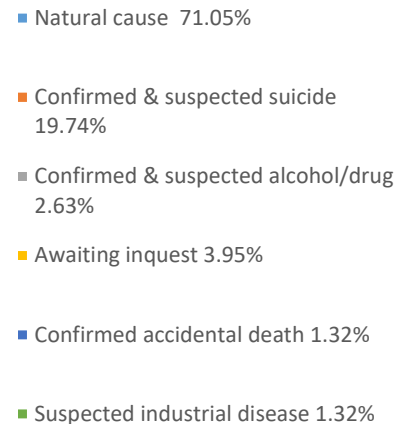 Natural cause 71.05%
Confirmed & suspected suicide
19.74%
Confirmed & suspected alcohol/drug
2.63%
Awaiting inquest 3.95%
Confirmed accidental death 1.32%
Suspected industrial disease 1.32%